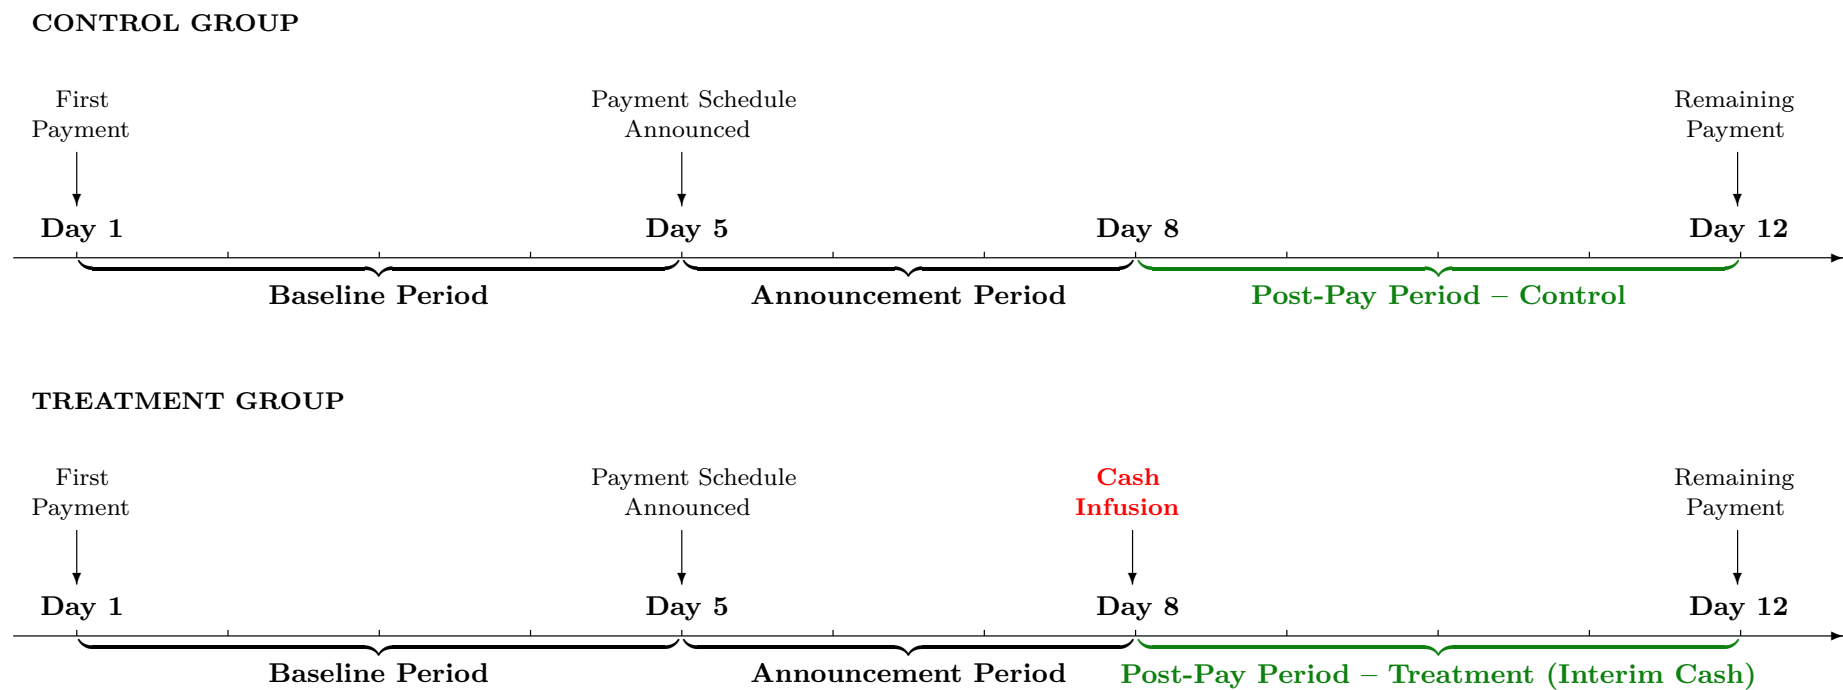 CONTROL GROUP
First
Payment
Payment Schedule
Announced
Remaining
Payment
Day 1
Day 5
Day 8
Day 12
Baseline Period
Announcement Period
Post-Pay Period – Control
TREATMENT GROUP
First
Payment
Payment Schedule
Announced
Cash
Infusion
Remaining
Payment
Day 1
Day 5
Day 8
Day 12
Baseline Period
Announcement Period
Post-Pay Period – Treatment (Interim Cash)